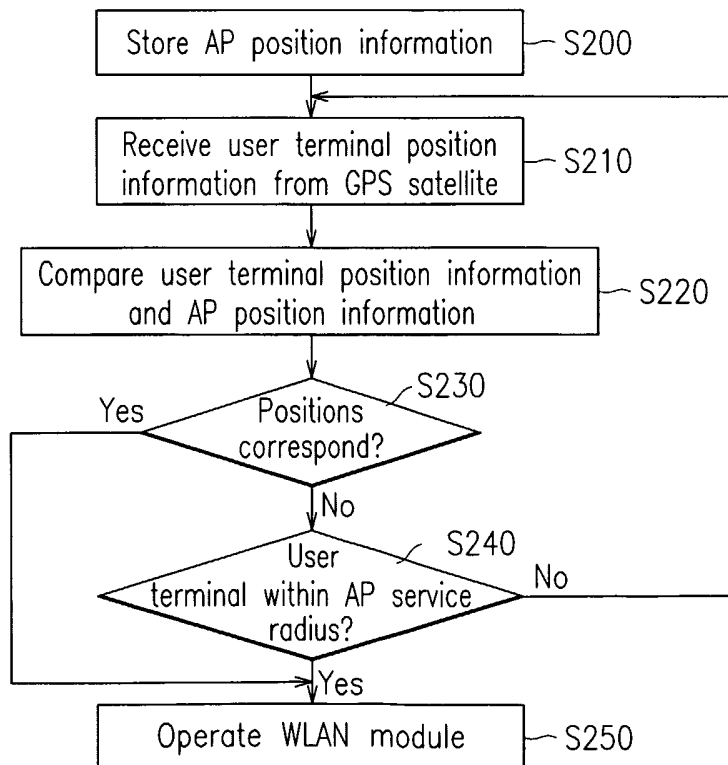 Store AP position information
S200
Receive user terminal position
information from GPS satellite
S210
Compare user terminal position information
and AP position information
S220
S230
Yes
Positions
correspond?
No
S240
User
terminal within AP service
radius?
No
Yes
Operate WLAN module
S250